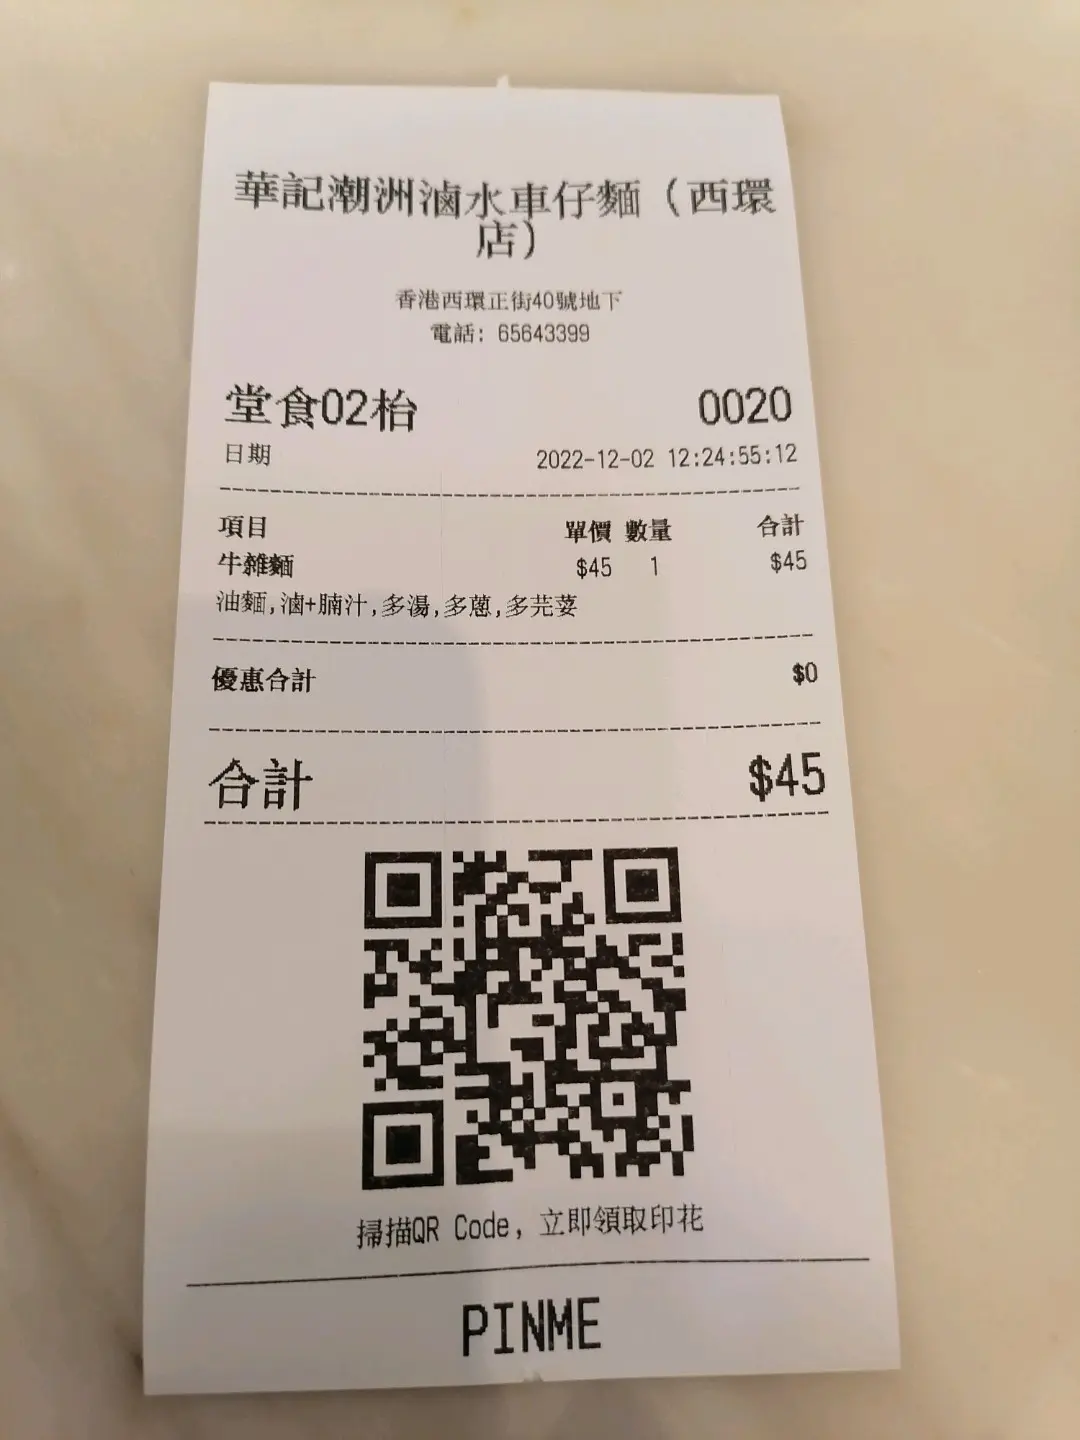 華記潮洲滷水車仔麵（西環
店）
香港西環正街40號地下
電話: 65643399
堂食02枱 0020
日期 2022-12-02 12:24:55:12
項目 單價 數量 合計
牛雜麵 $45 1 $45
油麵,滷+腩汁,多湯,多蔥,多芫荽
優惠合計 $0
合計 $45
掃描QR Code, 立即領取印花
PINME